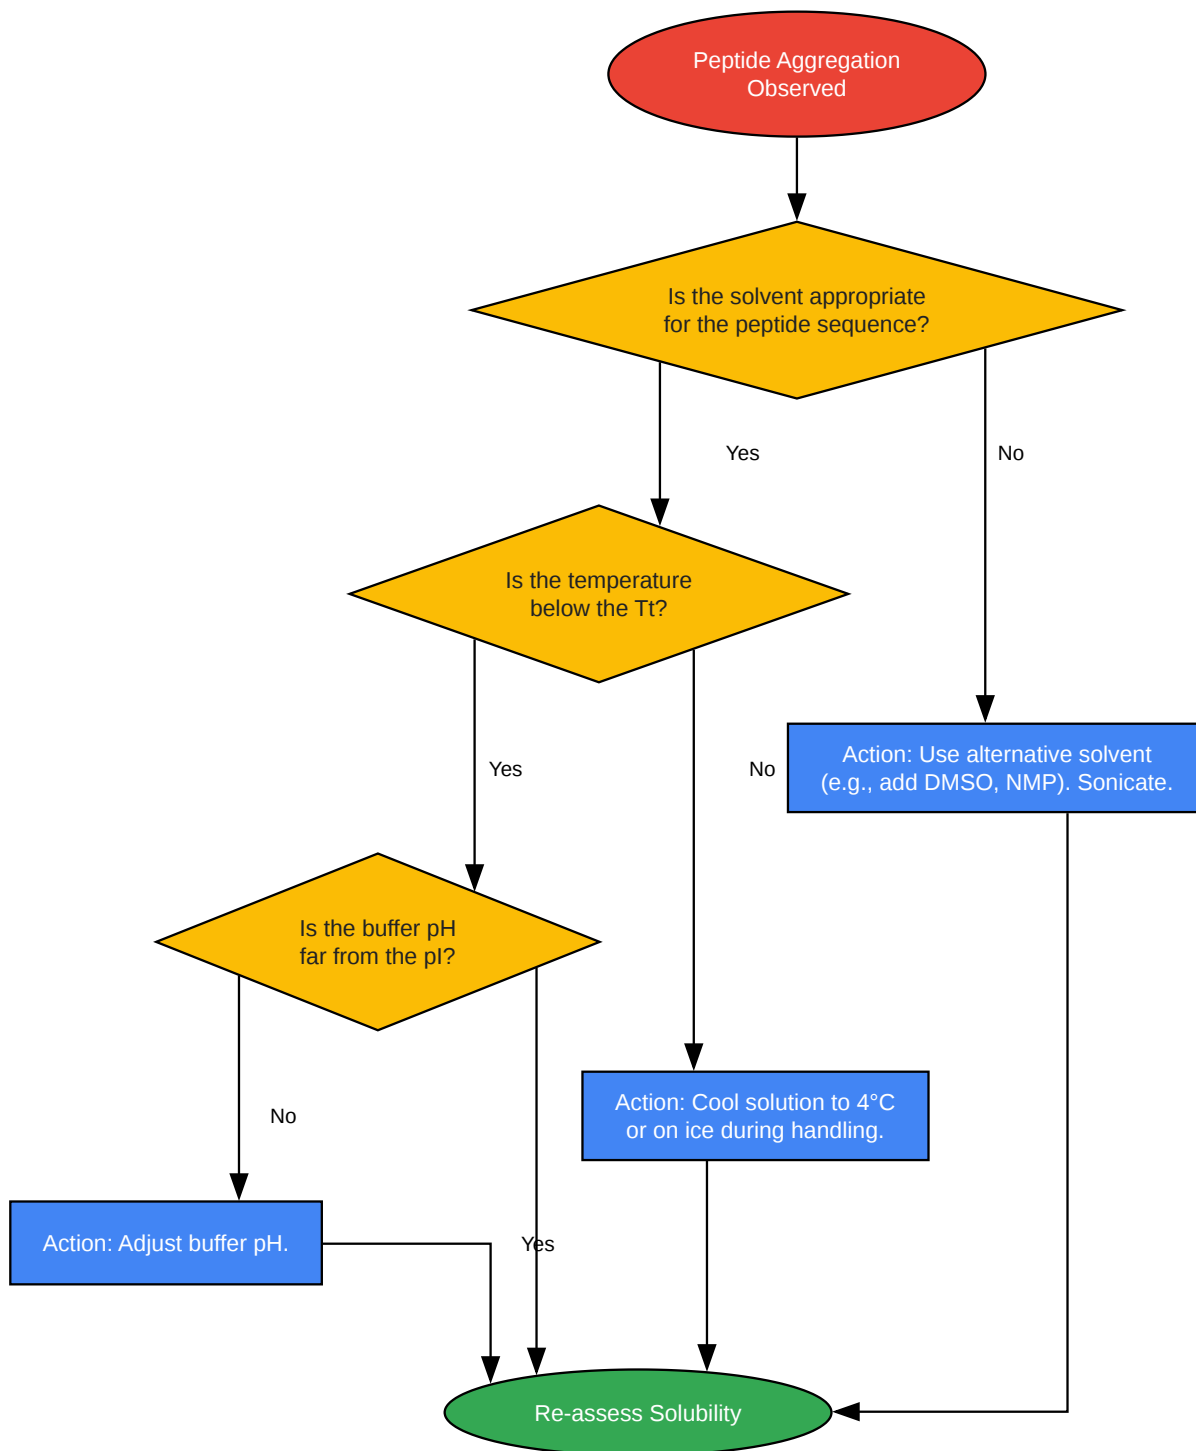 Peptide Aggregation
Observed
Is the solvent appropriate
for the peptide sequence?
Yes
No
Is the temperature
below the Tt?
Action: Use alternative solvent
(e.g., add DMSO, NMP). Sonicate.
Yes
No
Is the buffer pH
far from the pI?
Action: Cool solution to 4°C
or on ice during handling.
No
Action: Adjust buffer pH.
Yes
Re-assess Solubility